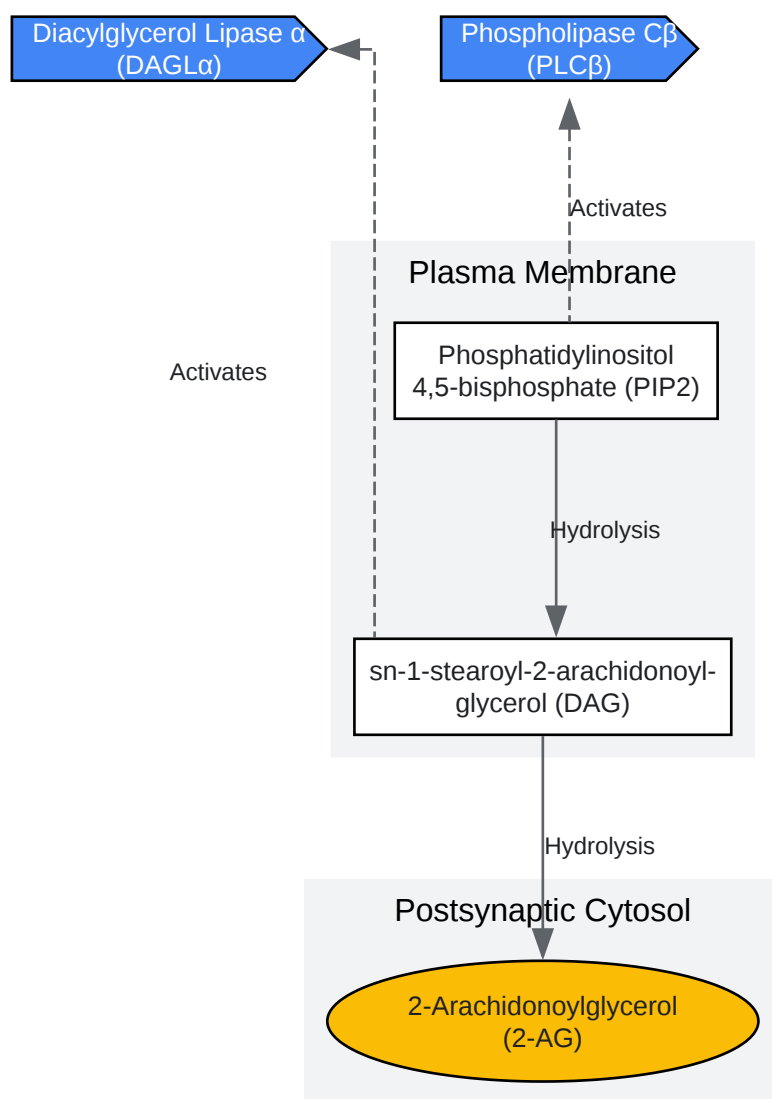 Diacylglycerol Lipase α
(DAGLα)
Phospholipase Cβ
(PLCβ)
Activates
Plasma Membrane
Phosphatidylinositol
4,5-bisphosphate (PIP2)
Activates
Hydrolysis
sn-1-stearoyl-2-arachidonoyl-
glycerol (DAG)
Hydrolysis
Postsynaptic Cytosol
2-Arachidonoylglycerol
(2-AG)